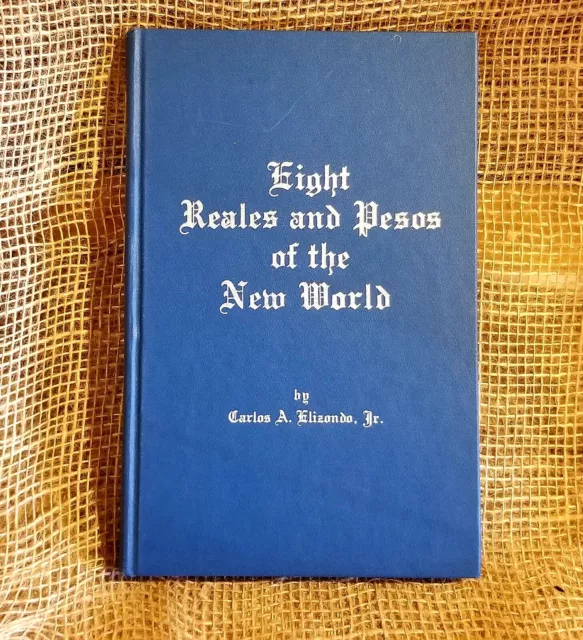 Eight
Reales and Pesos
of the
New World
by
Carlos A. Elizondo, Jr.